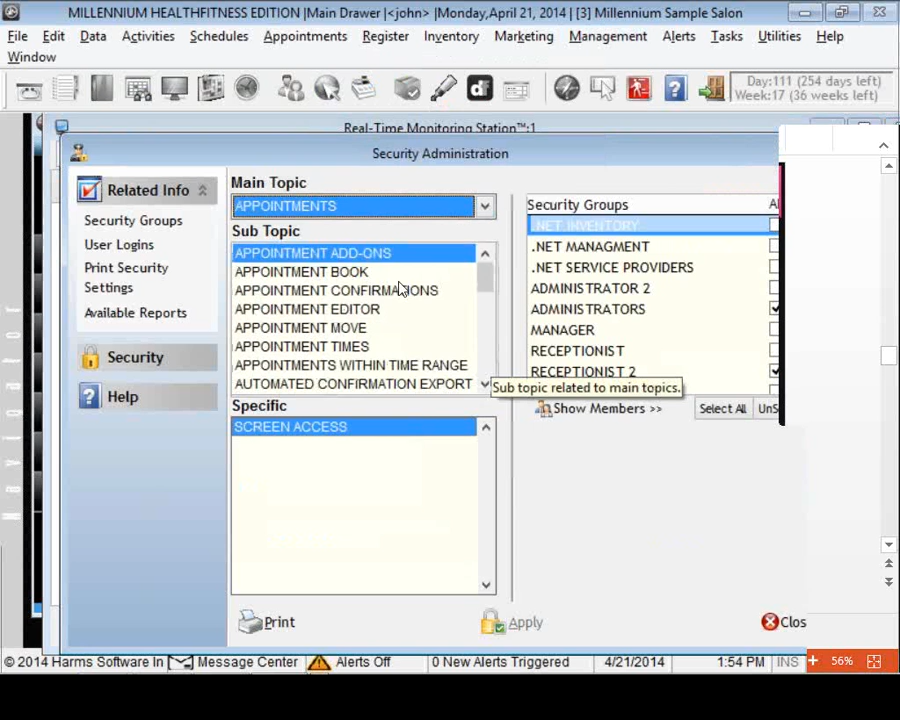 MILLENNIUM HEALTHFITNESS EDITION |Main Drawer |<john> |Monday,April 21, 2014 | [3] Millennium Sample Salon
File Edit Data Activities Schedules Appointments Register Inventory Marketing Management Alerts Tasks Utilities Help
Window
Day:111 (254 days left)
Week:17 (36 weeks left)
Real-Time Monitoring Station™:1
Security Administration
Related Info
Security Groups
User Logins
Print Security
Settings
Available Reports
Security
Help
Main Topic
APPOINTMENTS
Sub Topic
APPOINTMENT ADD-ONS
APPOINTMENT BOOK
APPOINTMENT CONFIRMATIONS
APPOINTMENT EDITOR
APPOINTMENT MOVE
APPOINTMENT TIMES
APPOINTMENTS WITHIN TIME RANGE
AUTOMATED CONFIRMATION EXPORT
Sub topic related to main topics.
Specific
SCREEN ACCESS
Security Groups
.NET INVENTORY
.NET MANAGMENT
.NET SERVICE PROVIDERS
ADMINISTRATOR 2
ADMINISTRATORS
MANAGER
RECEPTIONIST
RECEPTIONIST 2
Show Members >> Select All UnS
Print Apply Clos
© 2014 Harms Software In Message Center Alerts Off 0 New Alerts Triggered 4/21/2014 1:54 PM INS 56%